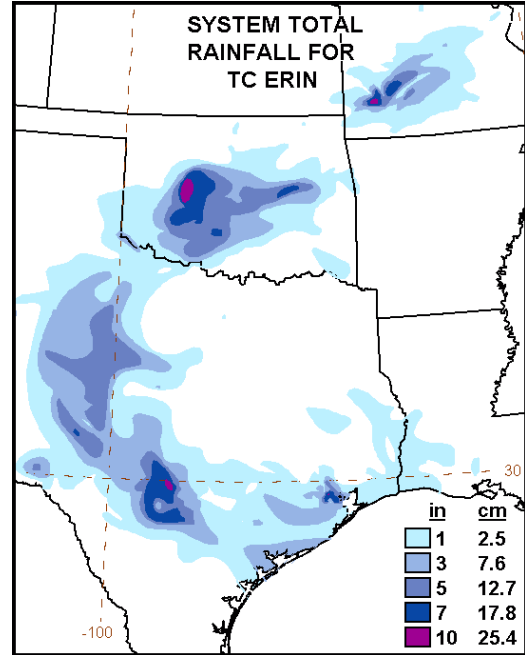 SYSTEM TOTAL
RAINFALL FOR
TC ERIN
30
in cm
1 2.5
3 7.6
5 12.7
7 17.8
10 25.4
-100